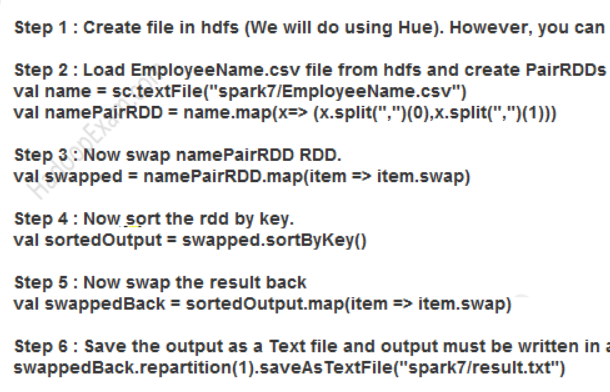 Step 1 : Create file in hdfs (We will do using Hue). However, you can
Step 2 : Load EmployeeName.csv file from hdfs and create PairRDDs
val name = sc.textFile("spark7/EmployeeName.csv")
val namePairRDD = name.map(x=> (x.split(",")(0),x.split(",")(1)))
Step 3 : Now swap namePairRDD RDD.
val swapped = namePairRDD.map(item => item.swap)
Step 4 : Now sort the rdd by key.
val sortedOutput = swapped.sortByKey()
Step 5 : Now swap the result back
val swappedBack = sortedOutput.map(item => item.swap)
Step 6 : Save the output as a Text file and output must be written in a
swappedBack.repartition(1).saveAsTextFile("spark7/result.txt")